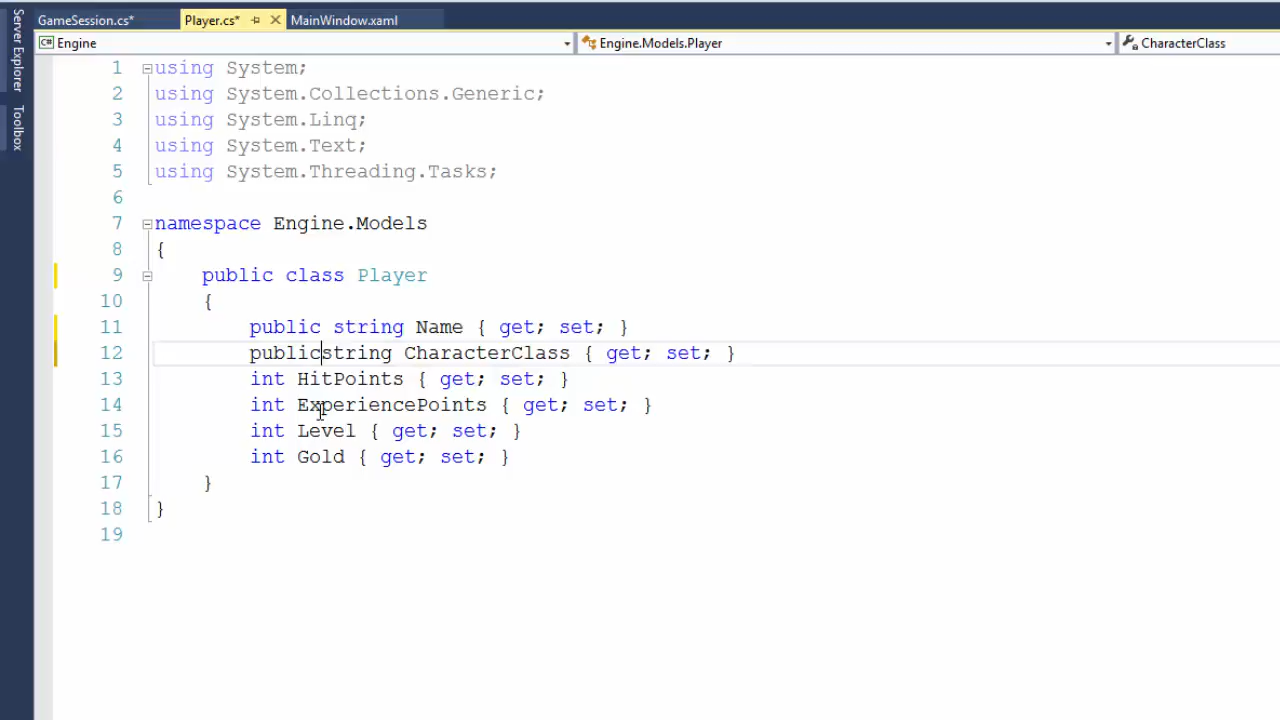 Server Explorer
Toolbox
GameSession.cs*
Player.cs*
MainWindow.xaml
C# Engine
Engine.Models.Player
CharacterClass
1 using System;
2 using System.Collections.Generic;
3 using System.Linq;
4 using System.Text;
5 using System.Threading.Tasks;
6
7 namespace Engine.Models
8 {
9 public class Player
10 {
11 public string Name { get; set; }
12 publicstring CharacterClass { get; set; }
13 int HitPoints { get; set; }
14 int ExperiencePoints { get; set; }
15 int Level { get; set; }
16 int Gold { get; set; }
17 }
18 }
19